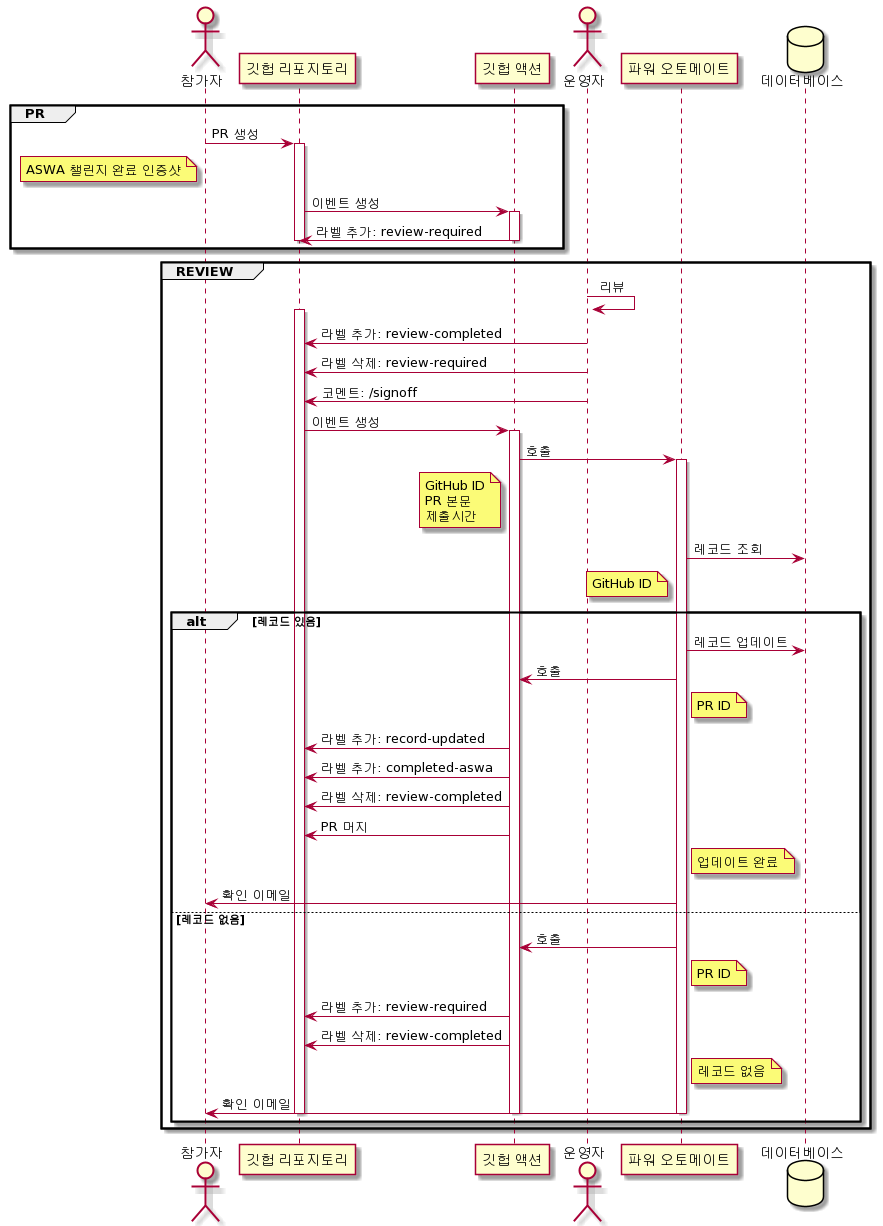 참가자
깃헙 리포지토리
깃헙 액션
운영자
파워 오토메이트
데이터베이스
PR
PR 생성
ASWA 챌린지 완료 인증샷
이벤트 생성
라벨 추가: review-required
REVIEW
리뷰
라벨 추가: review-completed
라벨 삭제: review-required
코멘트: /signoff
이벤트 생성
호출
GitHub ID
PR 본문
제출시간
레코드 조회
GitHub ID
alt
[레코드 있음]
레코드 업데이트
호출
PR ID
라벨 추가: record-updated
라벨 추가: completed-aswa
라벨 삭제: review-completed
PR 머지
업데이트 완료
확인 이메일
[레코드 없음]
호출
PR ID
라벨 추가: review-required
라벨 삭제: review-completed
레코드 없음
확인 이메일
참가자
깃헙 리포지토리
깃헙 액션
운영자
파워 오토메이트
데이터베이스